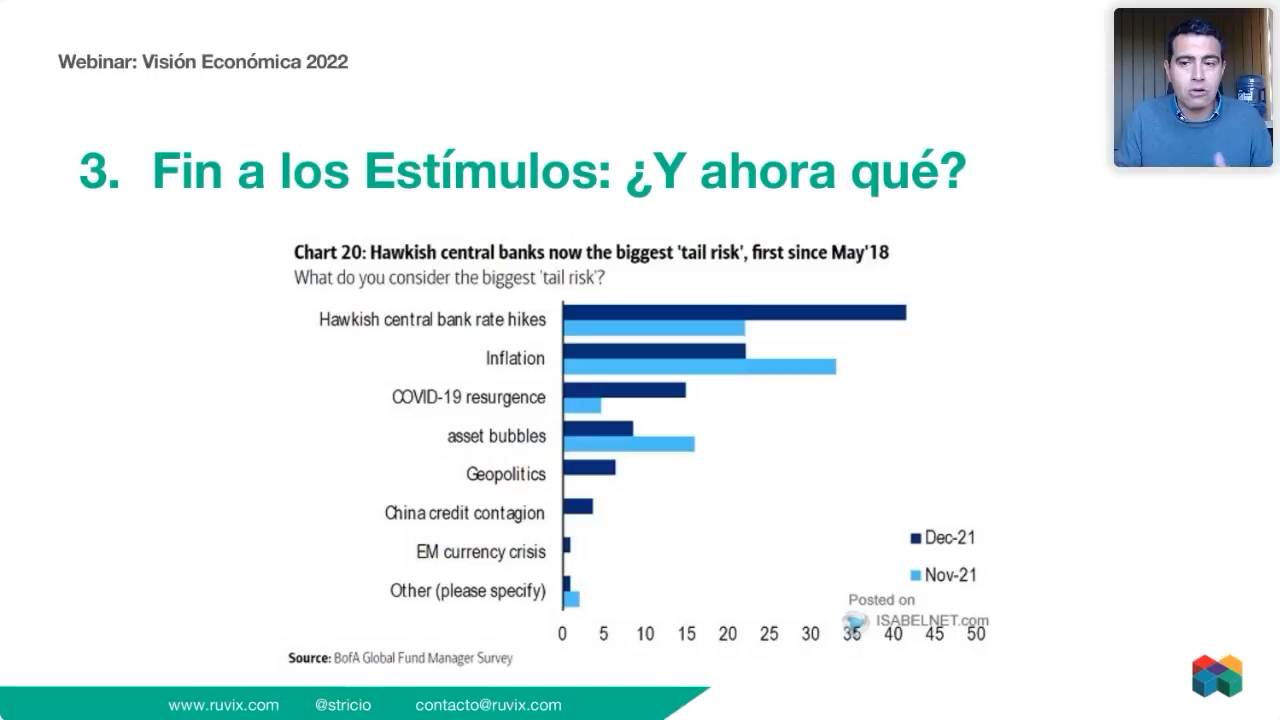 Webinar: Visión Económica 2022
3. Fin a los Estímulos: ¿Y ahora qué?
Chart 20: Hawkish central banks now the biggest 'tail risk', first since May'18
What do you consider the biggest 'tail risk'?
Hawkish central bank rate hikes
Inflation
COVID-19 resurgence
asset bubbles
Geopolitics
China credit contagion
EM currency crisis
Other (please specify)
Dec-21
Nov-21
Posted on
ISABELNET.com
0 5 10 15 20 25 30 35 40 45 50
Source: BofA Global Fund Manager Survey
www.ruvix.com @stricio contacto@ruvix.com